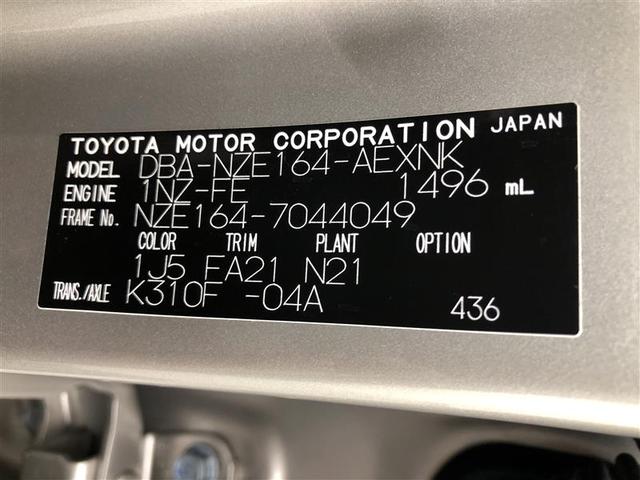 TOYOTA MOTOR CORPORATION JAPAN
MODEL DBA-NZE164-AEXNK
ENGINE 1NZ-FE 1496 mL
FRAME No. NZE164-7044049
COLOR TRIM PLANT OPTION
1J5 FA21 N21
TRANS./AXLE K310F -04A 436